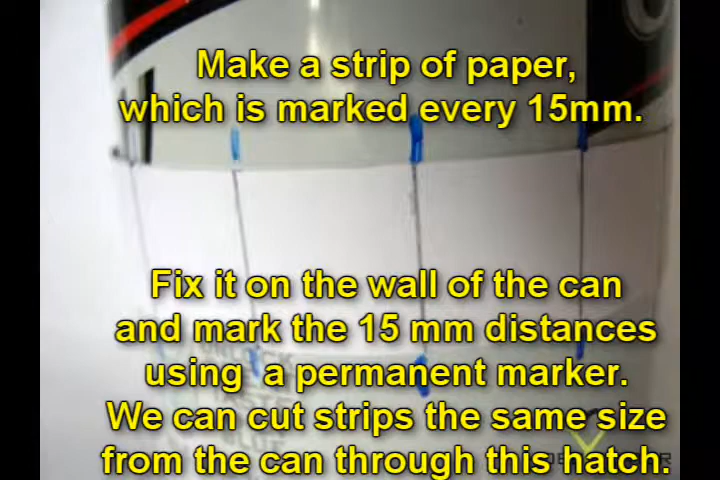 Make a strip of paper,
which is marked every 15mm.
Fix it on the wall of the can
and mark the 15 mm distances
using a permanent marker.
We can cut strips the same size
from the can through this hatch.